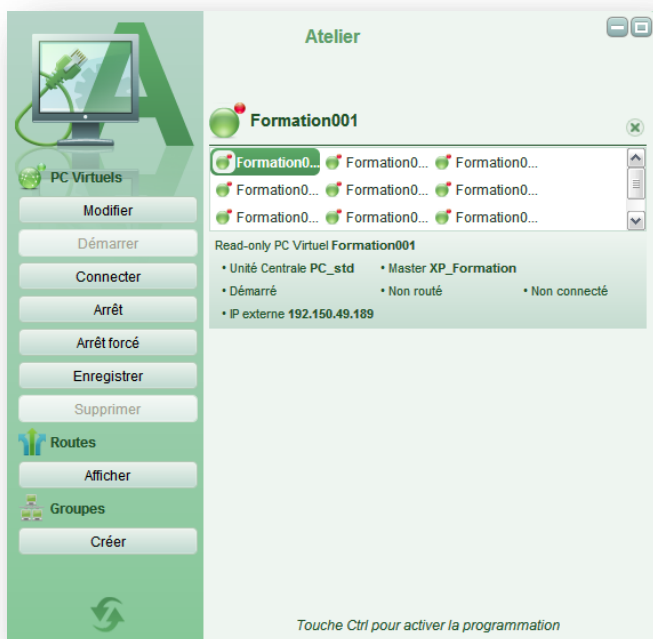 Atelier
A
Formation001
PC Virtuels
Modifier
Démarrer
Connecter
Arrêt
Arrêt forcé
Enregistrer
Supprimer
Routes
Afficher
Groupes
Créer
Formation0... Formation0... Formation0...
Formation0... Formation0... Formation0...
Formation0... Formation0... Formation0...
Read-only PC Virtuel Formation001
• Unité Centrale PC_std • Master XP_Formation
• Démarré • Non routé • Non connecté
• IP externe 192.150.49.189
Touche Ctrl pour activer la programmation